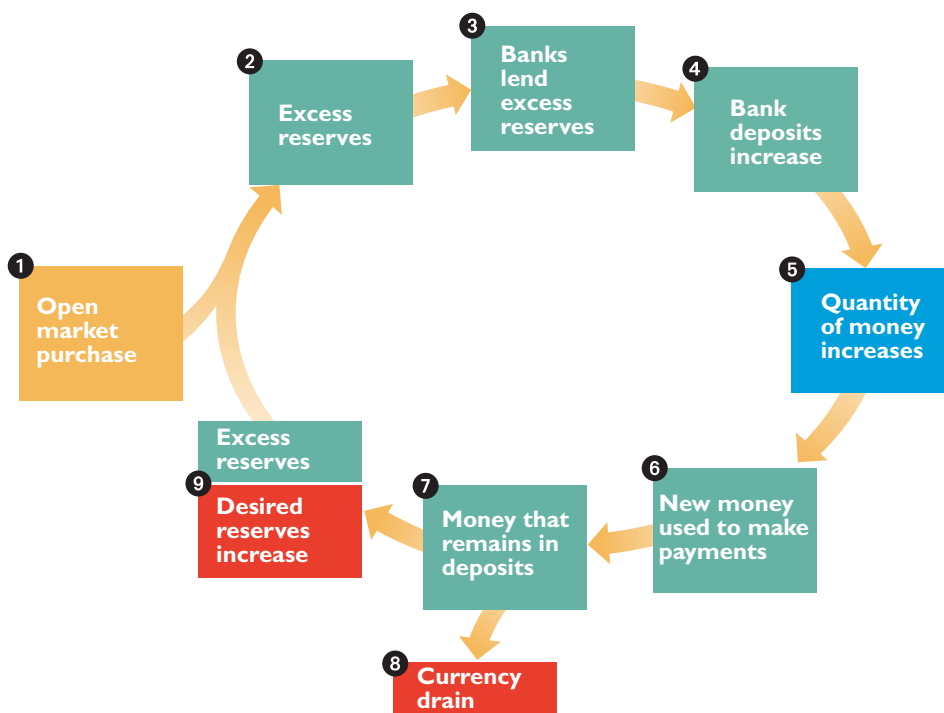 1
Open
market
purchase
2
Excess
reserves
3
Banks
lend
excess
reserves
4
Bank
deposits
increase
5
Quantity
of money
increases
6
New money
used to make
payments
7
Money that
remains in
deposits
8
Currency
drain
Excess
reserves
9
Desired
reserves
increase